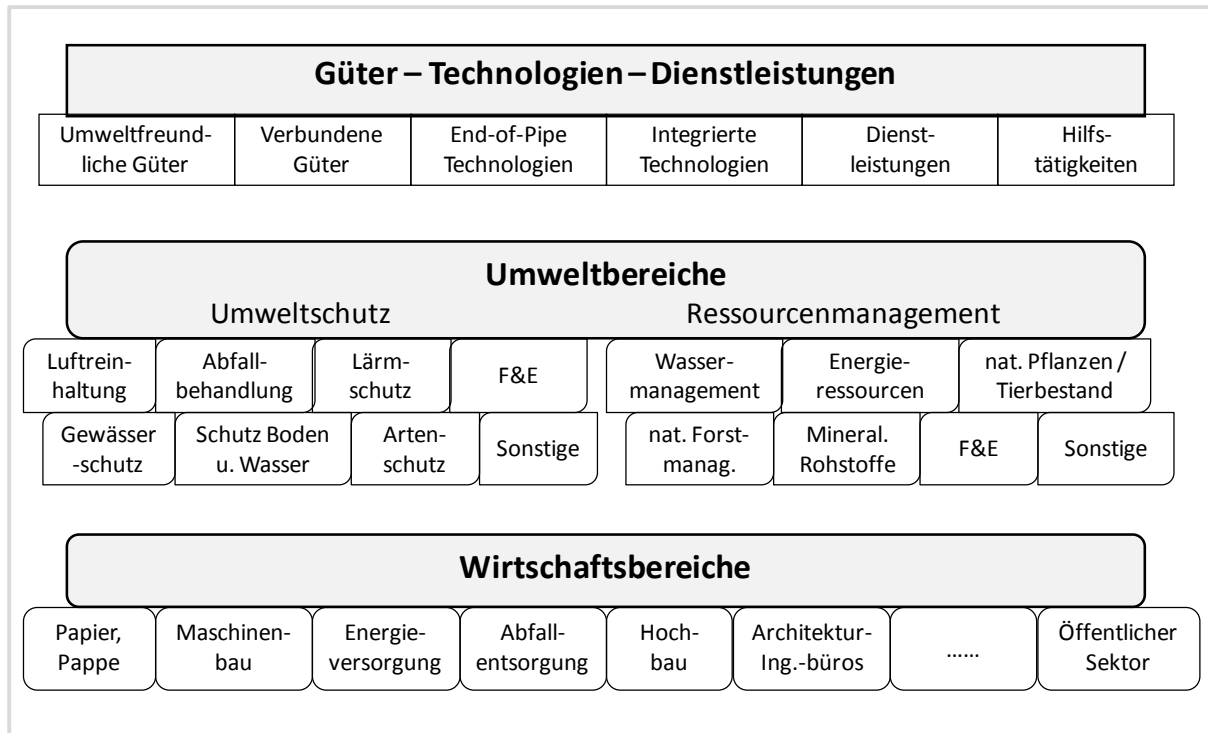 Güter – Technologien – Dienstleistungen
Umweltfreund-
liche Güter
Verbundene
Güter
End-of-Pipe
Technologien
Integrierte
Technologien
Dienst-
leistungen
Hilfs-
tätigkeiten
Umweltbereiche
Umweltschutz
Ressourcenmanagement
Luftrein-
haltung
Abfall-
behandlung
Lärm-
schutz
F&E
Wasser-
management
Energie-
ressourcen
nat. Pflanzen /
Tierbestand
Gewässer
-schutz
Schutz Boden
u. Wasser
Arten-
schutz
Sonstige
nat. Forst-
manag.
Mineral.
Rohstoffe
F&E
Sonstige
Wirtschaftsbereiche
Papier,
Pappe
Maschinen-
bau
Energie-
versorgung
Abfall-
entsorgung
Hoch-
bau
Architektur-
Ing.-büros
......
Öffentlicher
Sektor